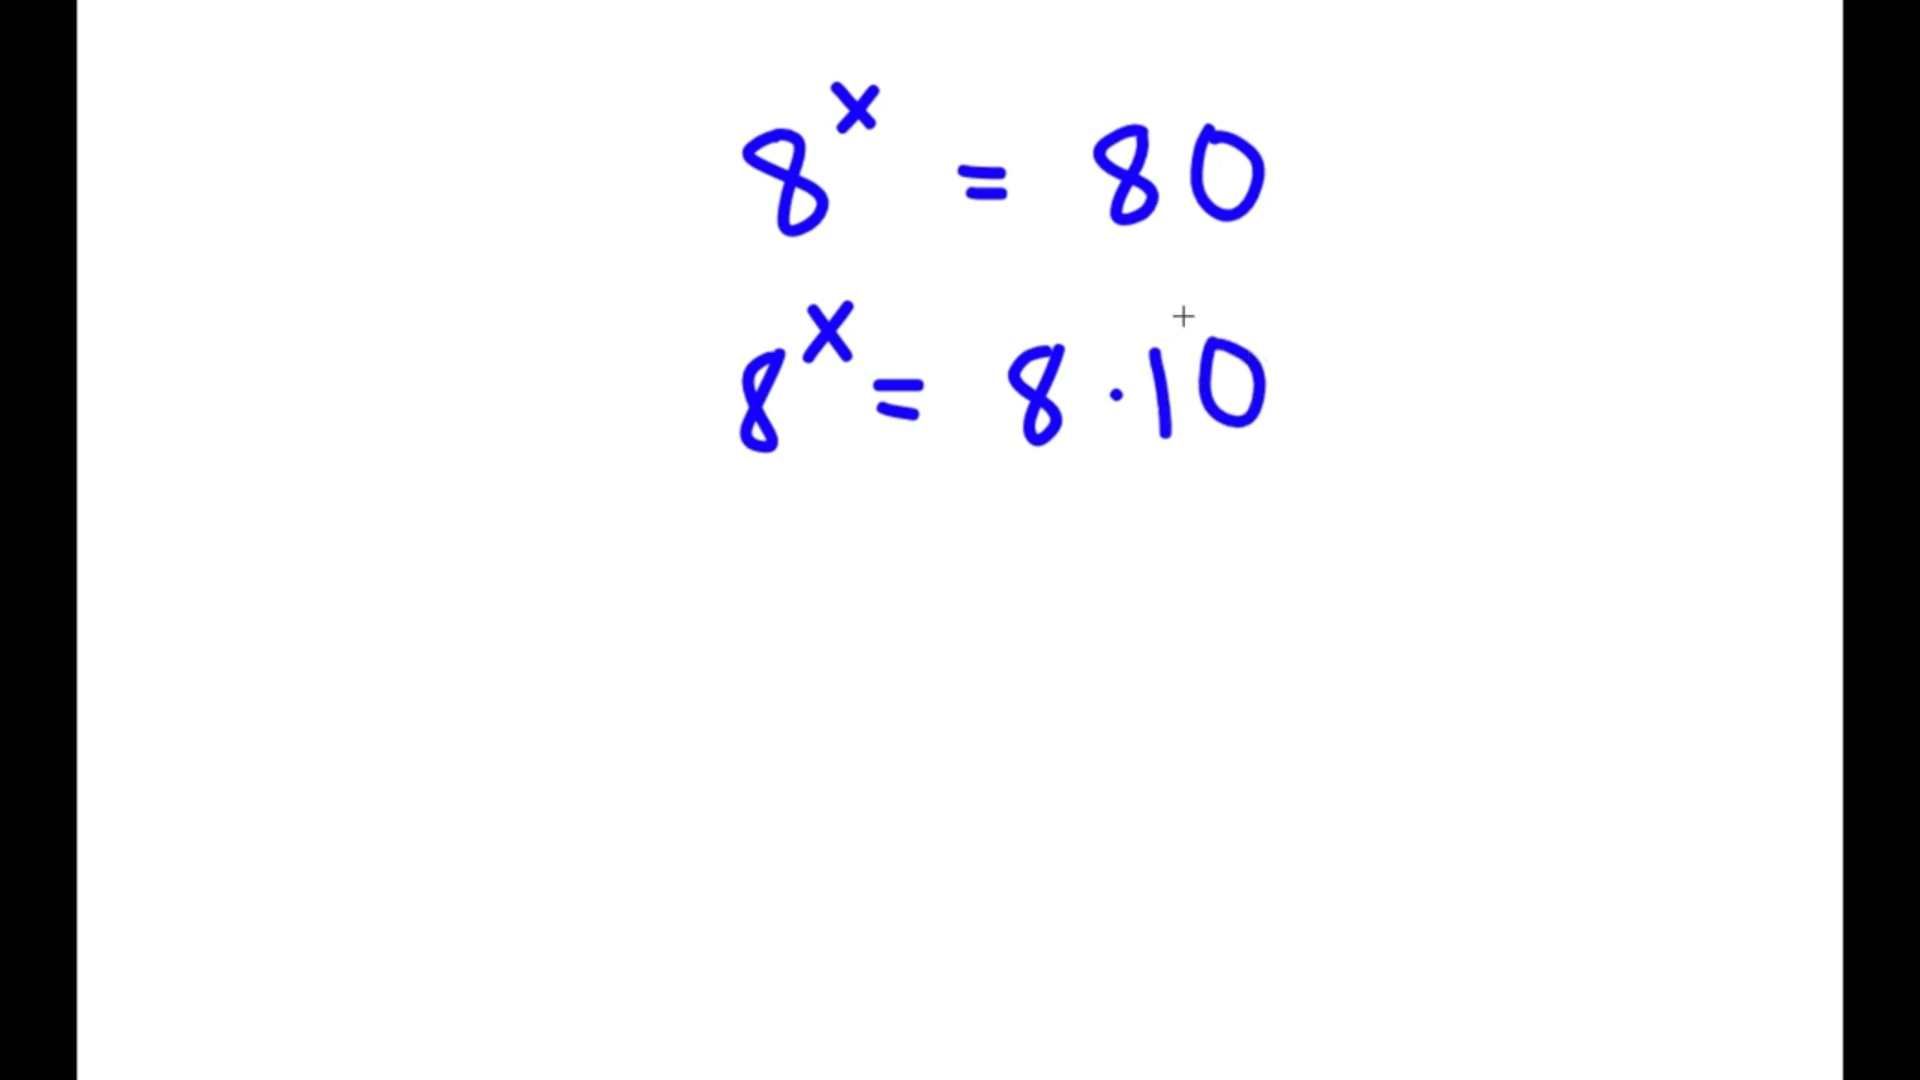 8^x = 80
8^x = 8 · 10